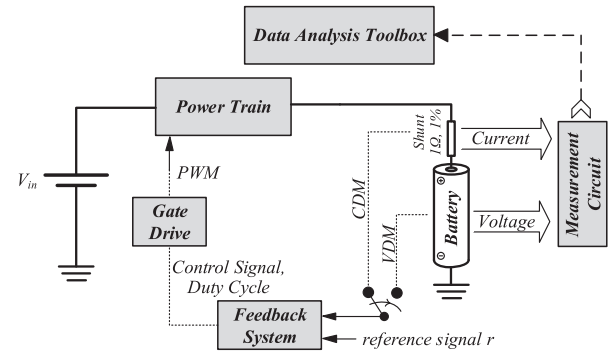 Data Analysis Toolbox
Power Train
Shunt
1Ω, 1%
Current
Measurement
Circuit
V_in
PWM
CDM
VDM
Battery
Voltage
Gate
Drive
Control Signal,
Duty Cycle
Feedback
System
reference signal r